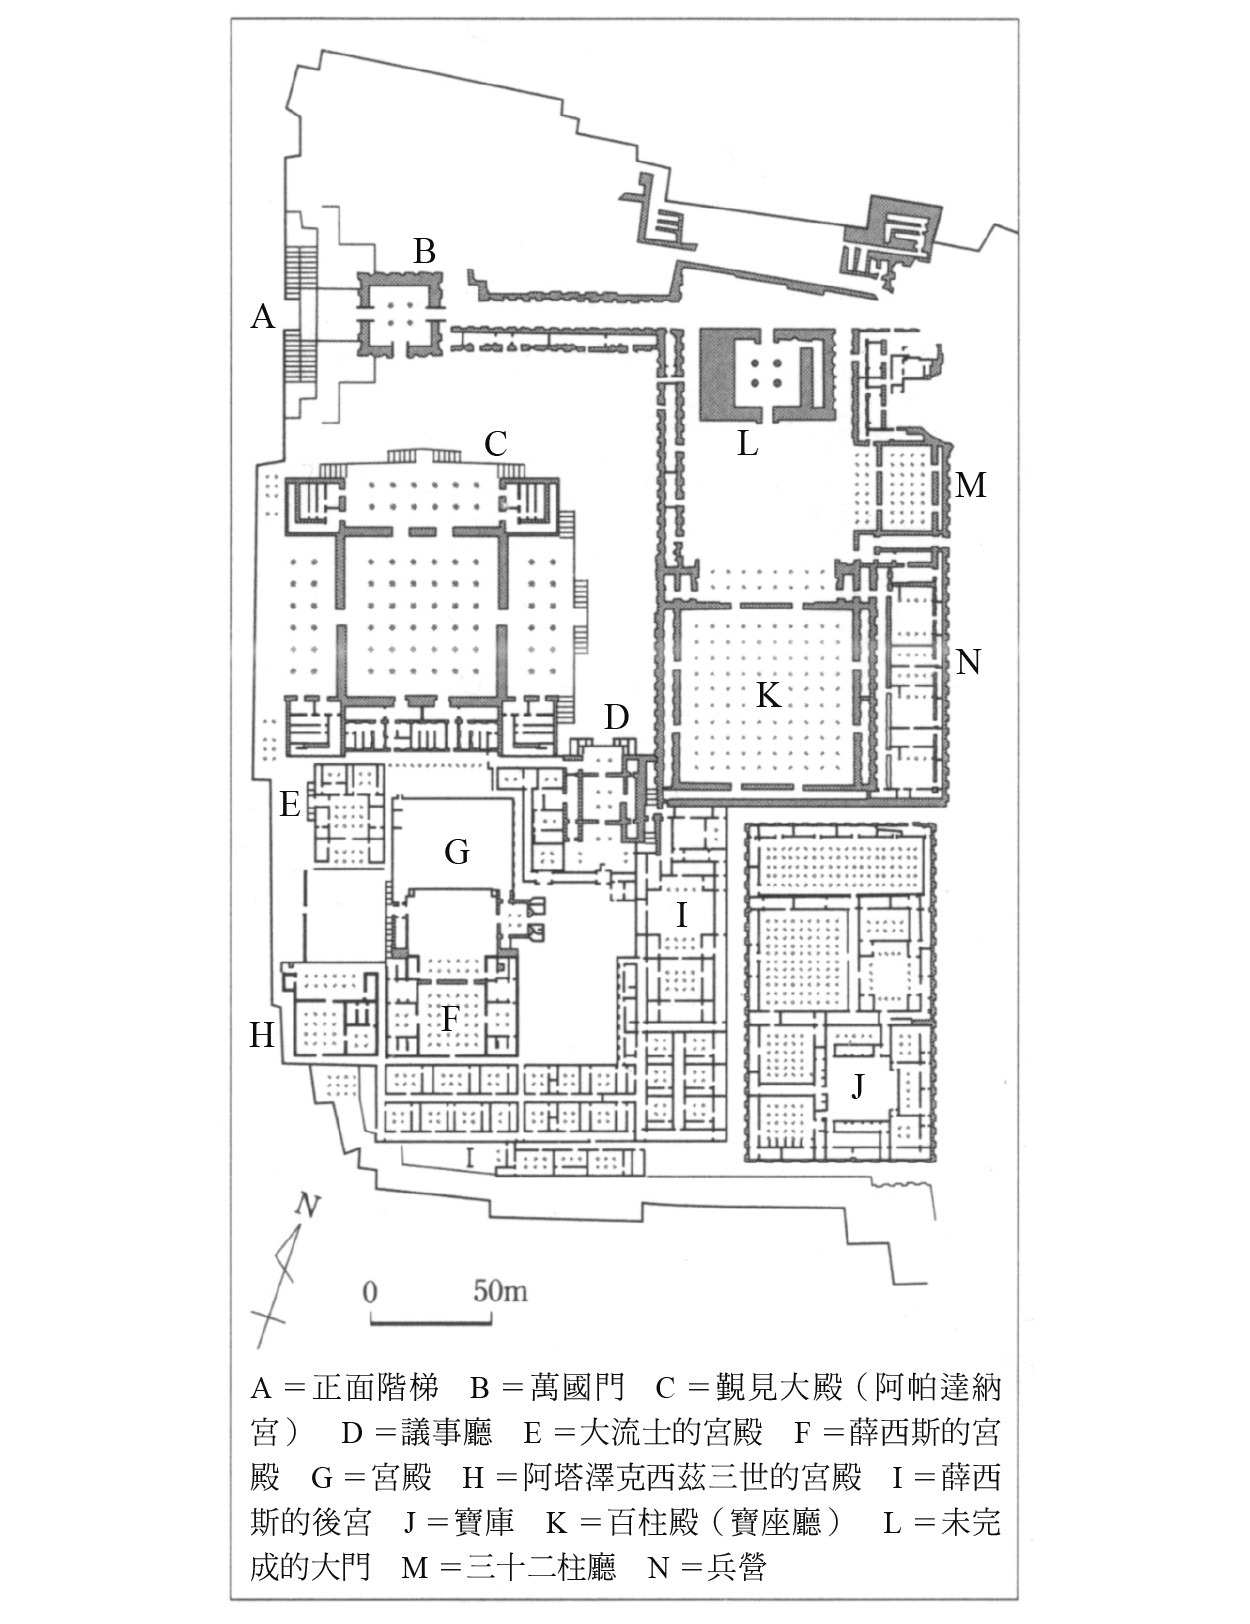 B
A
C
L
M
N
K
D
E
G
I
F
H
J
I
N
0 50m
A＝正面階梯 B＝萬國門 C＝覲見大殿（阿帕達納
宮） D＝議事廳 E＝大流士的宮殿 F＝薛西斯的宮
殿 G＝宮殿 H＝阿塔澤克西茲三世的宮殿 I＝薛西
斯的後宮 J＝寶庫 K＝百柱殿（寶座廳） L＝未完
成的大門 M＝三十二柱廳 N＝兵營